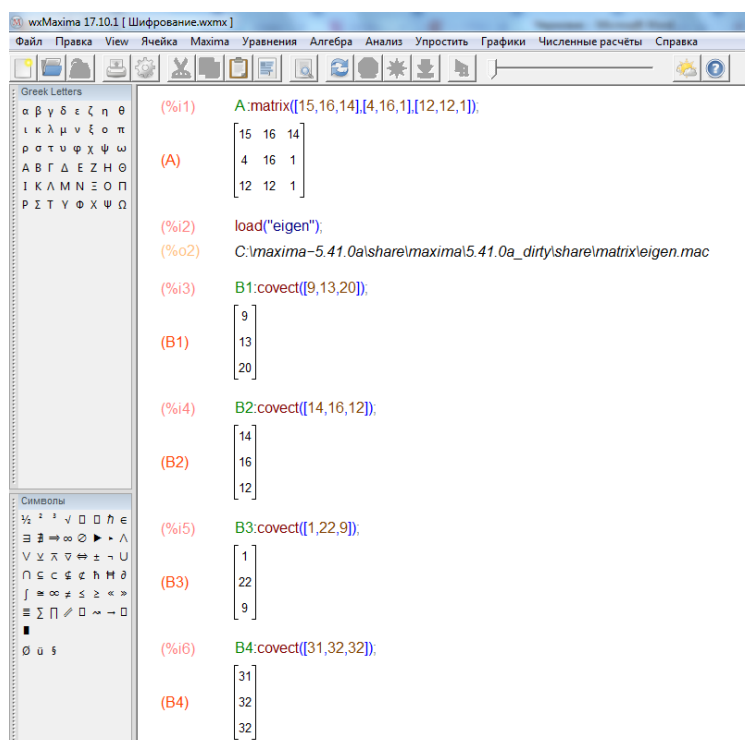 wxMaxima 17.10.1 [ Шифрование.wxmx ]
Файл Правка View Ячейка Maxima Уравнения Алгебра Анализ Упростить Графики Численные расчёты Справка
Greek Letters
α β γ δ ε ζ η θ
ι κ λ μ ν ξ ο π
ρ σ τ υ φ χ ψ ω
Α Β Γ Δ Ε Ζ Η Θ
Ι Κ Λ Μ Ν Ξ Ο Π
Ρ Σ Τ Υ Φ Χ Ψ Ω
Символы
½ ² ³ √ ℏ ∈
∃ ∄ ⇒ ∞ ∅ ▶ ▸ ∧
∨ ⊻ ⊼ ⊽ ⇔ ± ¬ ∪
∩ ⊆ ⊂ ⊄ ħ Ħ ∂
∫ ≅ ∝ ≠ ≤ ≥ « »
≣ ∑ ∏ →
Ø ü §
(%i1) A:matrix([15,16,14],[4,16,1],[12,12,1]);
15 16 14
(A) 4 16 1
12 12 1
(%i2) load("eigen");
(%o2) C:\maxima−5.41.0a\share\maxima\5.41.0a_dirty\share\matrix\eigen.mac
(%i3) B1:covect([9,13,20]);
9
(B1) 13
20
(%i4) B2:covect([14,16,12]);
14
(B2) 16
12
(%i5) B3:covect([1,22,9]);
1
(B3) 22
9
(%i6) B4:covect([31,32,32]);
31
(B4) 32
32